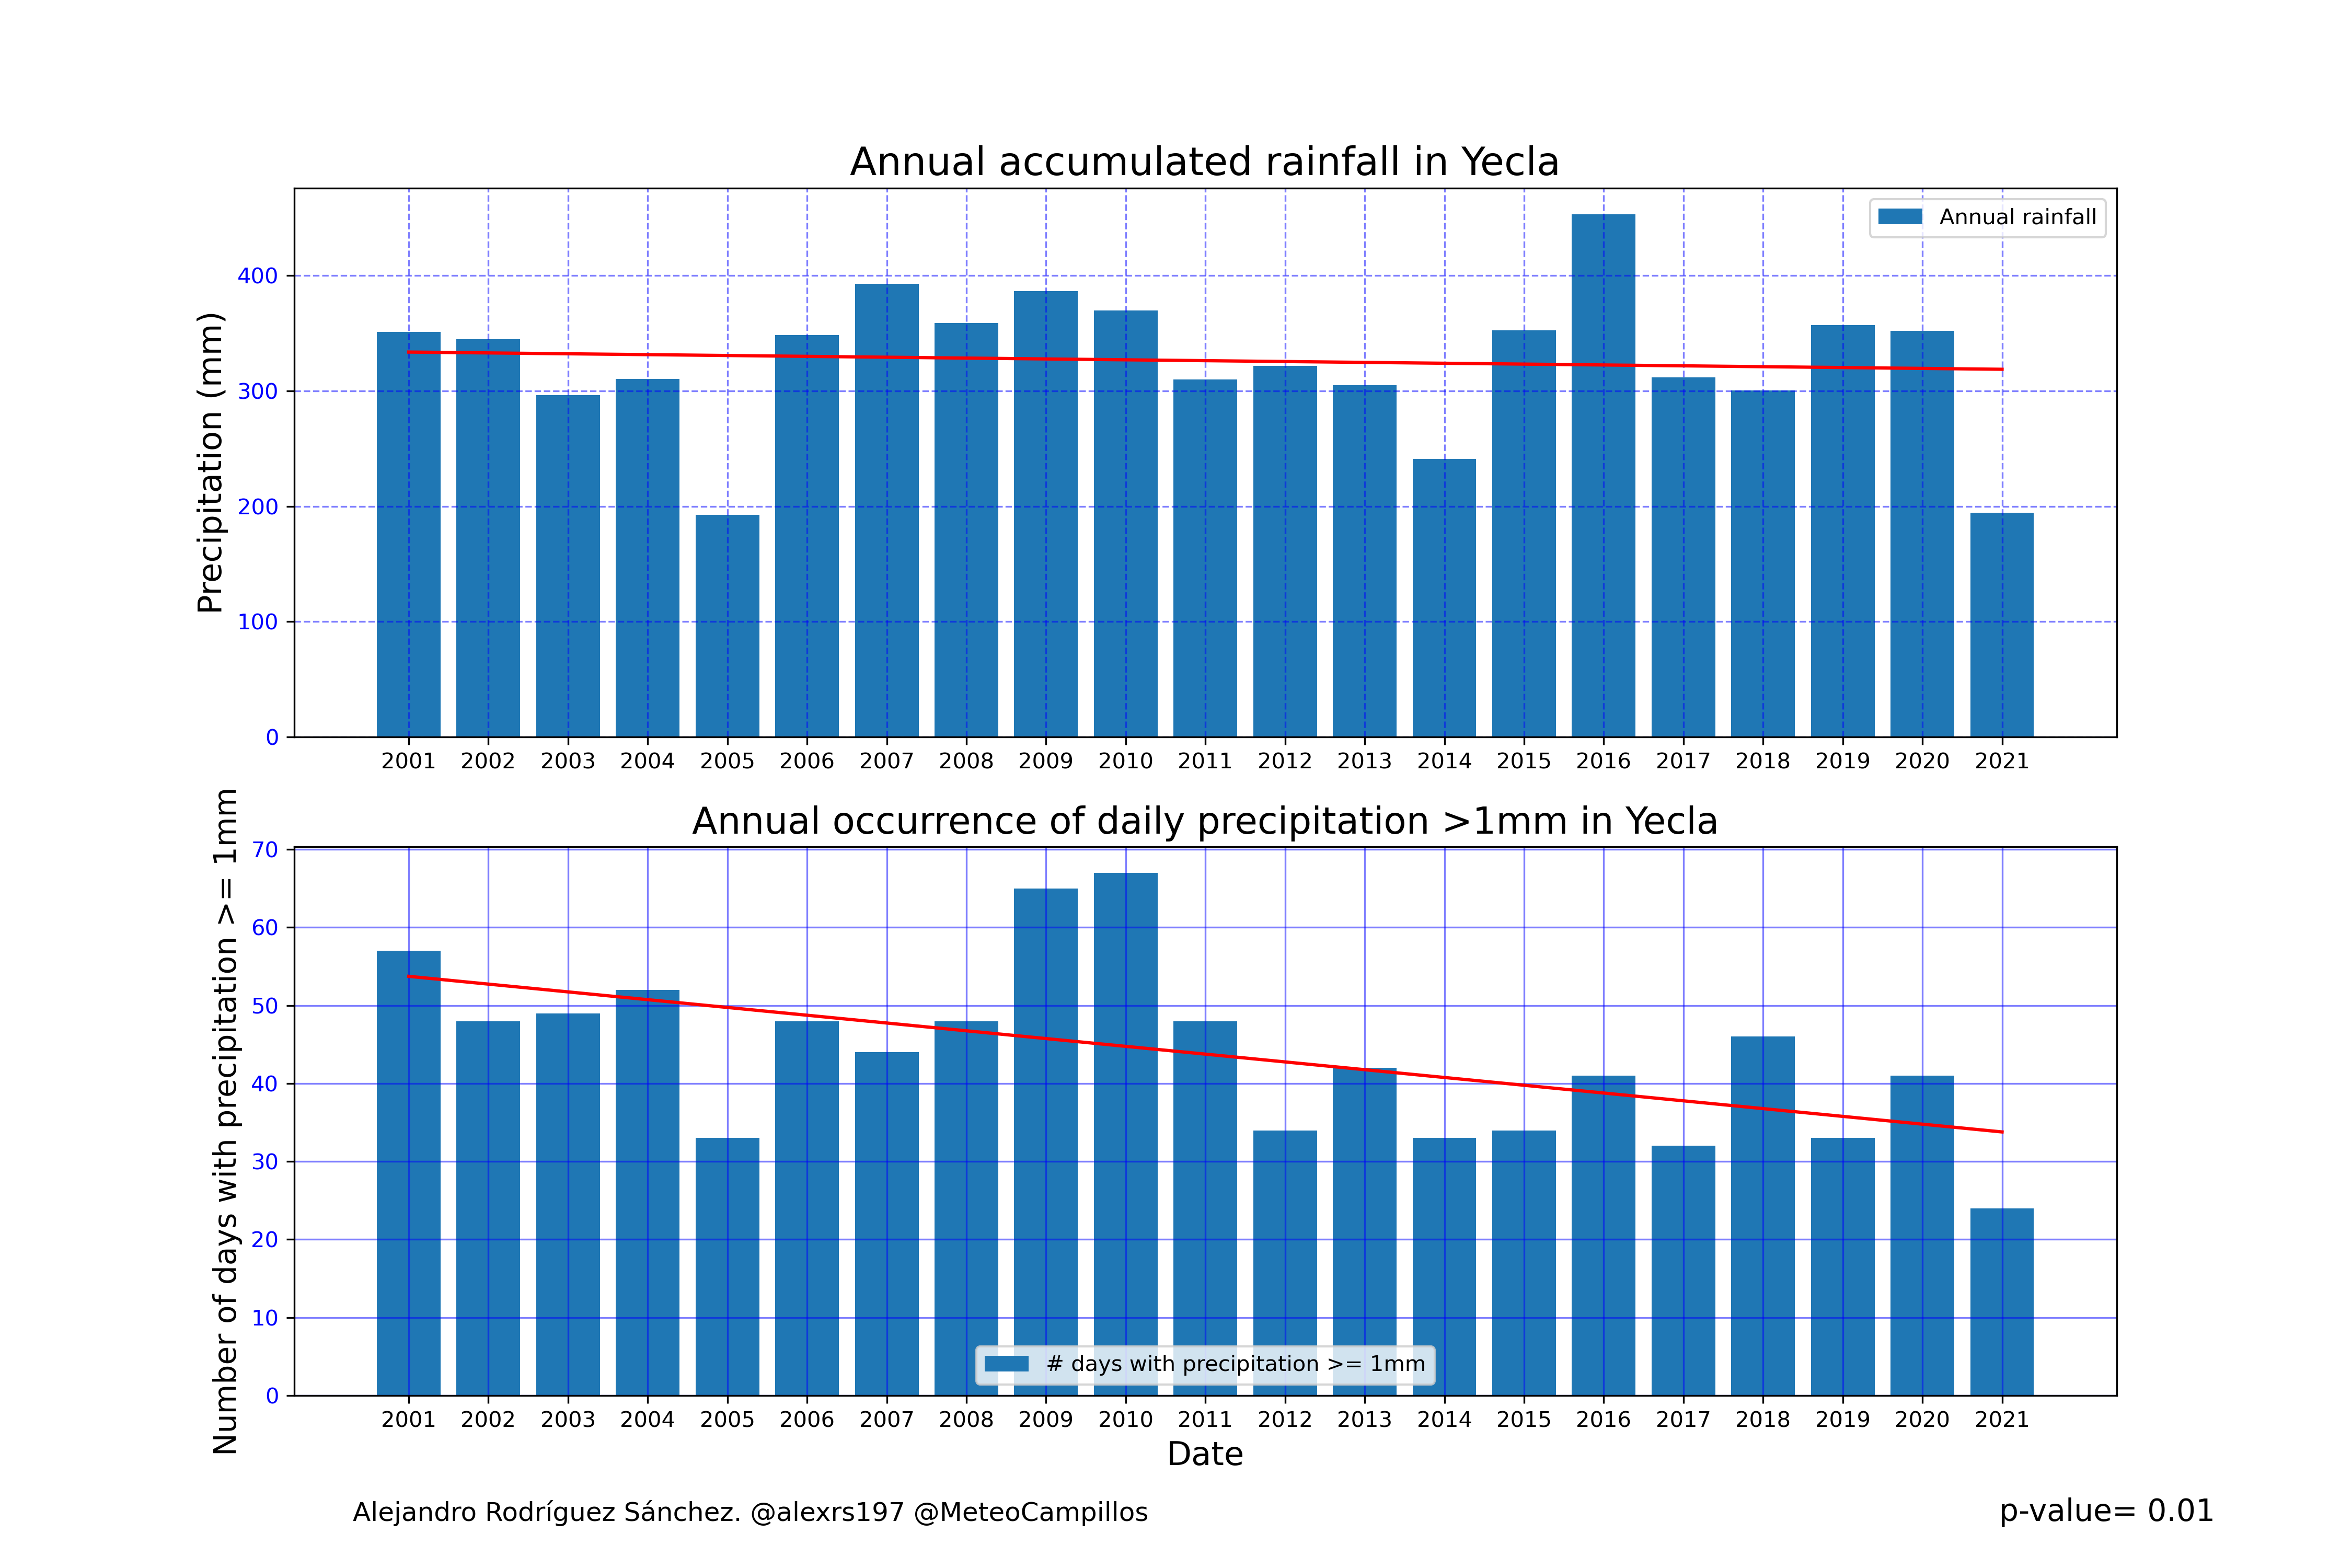 Annual accumulated rainfall in Yecla
Annual rainfall
Precipitation (mm)
400
300
200
100
0
2001 2002 2003 2004 2005 2006 2007 2008 2009 2010 2011 2012 2013 2014 2015 2016 2017 2018 2019 2020 2021
Annual occurrence of daily precipitation >1mm in Yecla
Number of days with precipitation >= 1mm
70
60
50
40
30
20
10
0
# days with precipitation >= 1mm
2001 2002 2003 2004 2005 2006 2007 2008 2009 2010 2011 2012 2013 2014 2015 2016 2017 2018 2019 2020 2021
Date
Alejandro Rodríguez Sánchez. @alexrs197 @MeteoCampillos
p-value= 0.01